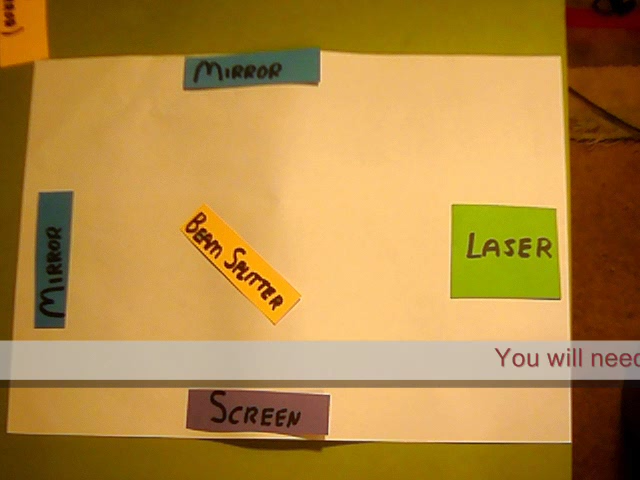 MIRROR
MIRROR
BEAM SPLITTER
LASER
You will need
SCREEN